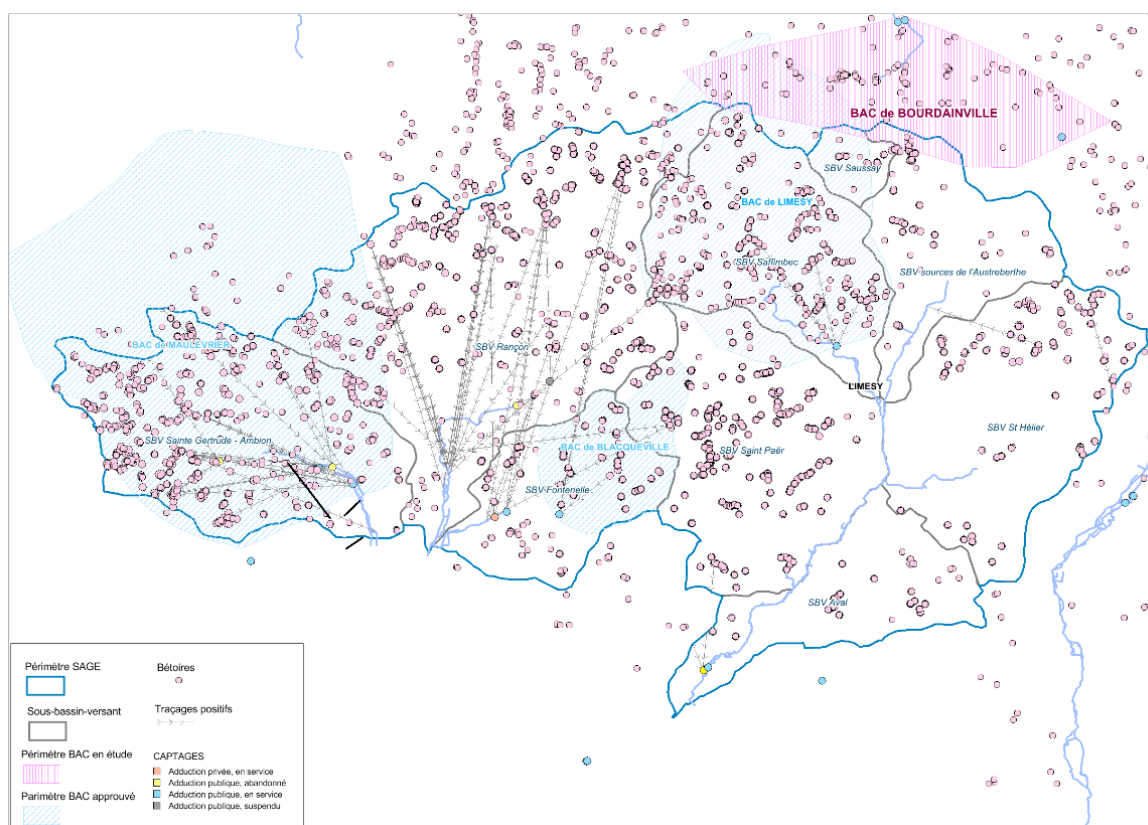 BAC de BOURDAINVILLE
SBV Saussay
BAC de LIMESY
SBV Saffimbec
SBV sources de l'Austreberthe
BAC de MAULEVRIER
SBV Rançon
LIMESY
SBV St Hélier
SBV Sainte Gertrude - Ambion
BAC de BLACQUEVILLE
SBV Saint Paër
SBV Fontenelle
SBV Aval
Périmètre SAGE
Bétoires
Sous-bassin-versant
Traçages positifs
Périmètre BAC en étude
CAPTAGES
Adduction privée, en service
Adduction publique, abandonné
Adduction publique, en service
Parimètre BAC approuvé
Adduction publique, suspendu